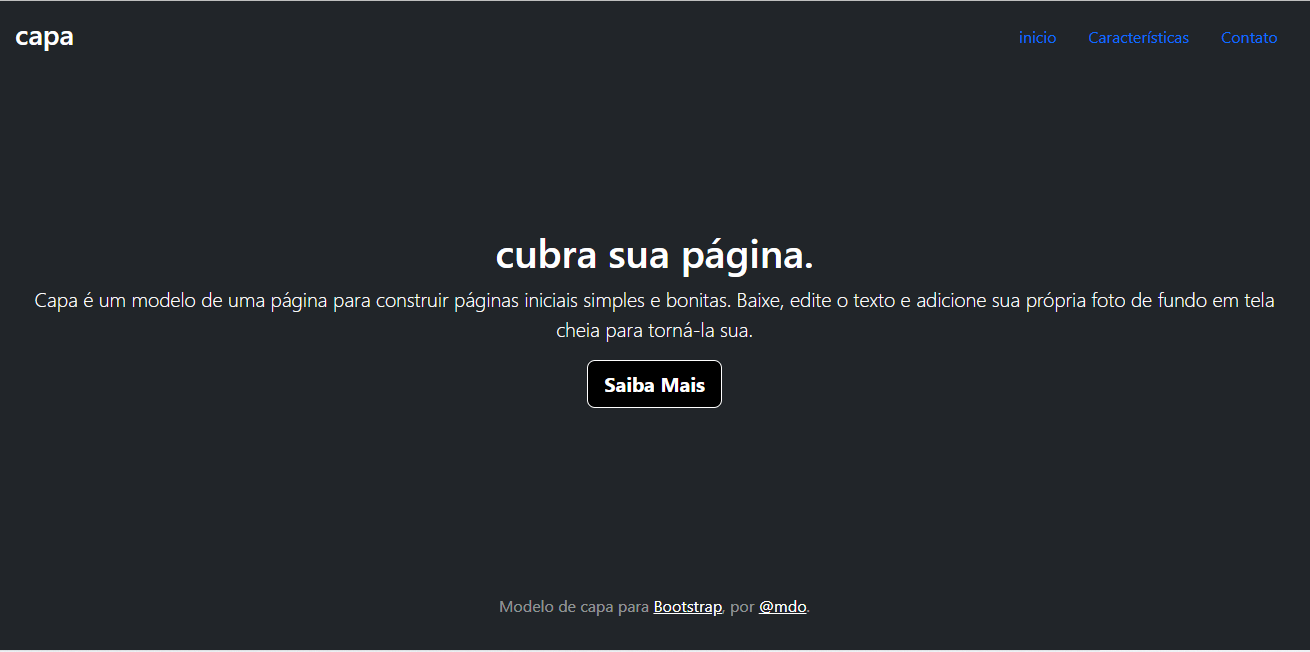 capa
inicio Características Contato
cubra sua página.
Capa é um modelo de uma página para construir páginas iniciais simples e bonitas. Baixe, edite o texto e adicione sua própria foto de fundo em tela
cheia para torná-la sua.
Saiba Mais
Modelo de capa para Bootstrap, por @mdo.